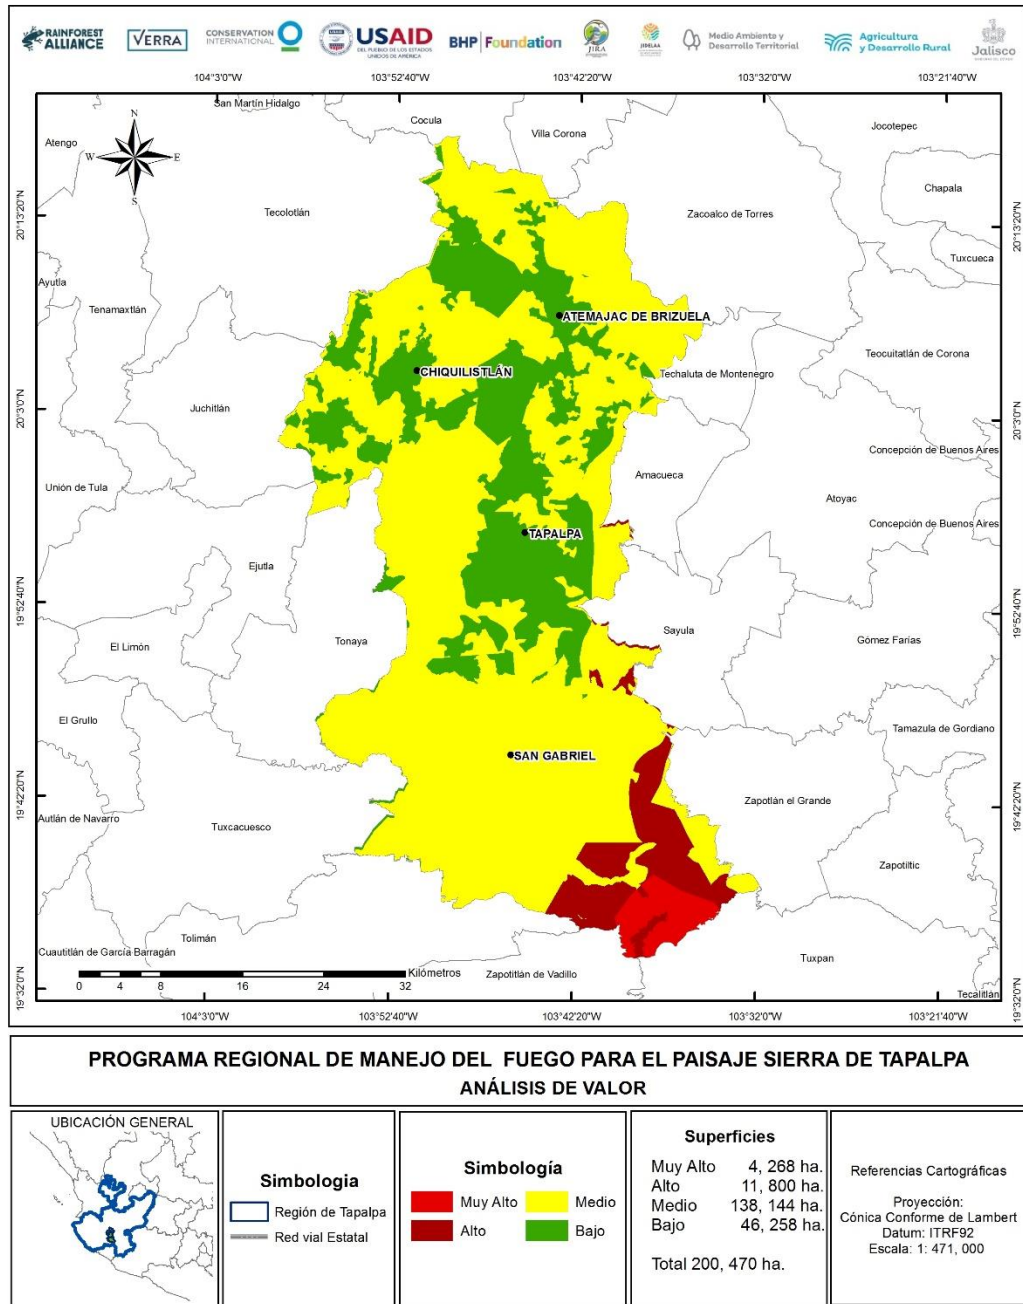 RAINFOREST
ALLIANCE
VERRA
CONSERVATION
INTERNATIONAL
USAID
DEL PUEBLO DE LOS ESTADOS
UNIDOS DE AMÉRICA
BHP | Foundation
JIRA
JIDELAA
Medio Ambiente y
Desarrollo Territorial
Agricultura
y Desarrollo Rural
Jalisco
104°3'0"W
103°52'40"W
103°42'20"W
103°32'0"W
103°21'40"W
San Martín Hidalgo
Cocula
Villa Corona
Jocotepec
Atengo
N
W
E
S
Chapala
Tecolotlán
Zacoalco de Torres
20°13'20"N
20°13'20"N
Tuxcueca
Ayutla
Tenamaxtlán
ATEMAJAC DE BRIZUELA
Teocuitatlán de Corona
CHIQUILISTLÁN
Techaluta de Montenegro
Juchitlán
20°3'0"N
20°3'0"N
Concepción de Buenos Aires
Amacueca
Unión de Tula
Atoyac
Concepción de Buenos Aires
TAPALPA
Ejutla
19°52'40"N
19°52'40"N
Sayula
Gómez Farías
El Limón
Tonaya
El Grullo
Tamazula de Gordiano
SAN GABRIEL
19°42'20"N
19°42'20"N
Zapotlán el Grande
Autlán de Navarro
Tuxcacuesco
Zapotiltic
Tolimán
Cuautitlán de García Barragán
Tuxpan
Zapotitlán de Vadillo
Kilómetros
0 4 8 16 24 32
19°32'0"N
19°32'0"N
Tecalitlán
104°3'0"W
103°52'40"W
103°42'20"W
103°32'0"W
103°21'40"W
PROGRAMA REGIONAL DE MANEJO DEL FUEGO PARA EL PAISAJE SIERRA DE TAPALPA
ANÁLISIS DE VALOR
UBICACIÓN GENERAL
Simbologia
Región de Tapalpa
Red vial Estatal
Simbología
Muy Alto
Medio
Alto
Bajo
Superficies
Muy Alto 4, 268 ha.
Alto 11, 800 ha.
Medio 138, 144 ha.
Bajo 46, 258 ha.
Total 200, 470 ha.
Referencias Cartográficas
Proyección:
Cónica Conforme de Lambert
Datum: ITRF92
Escala: 1: 471, 000